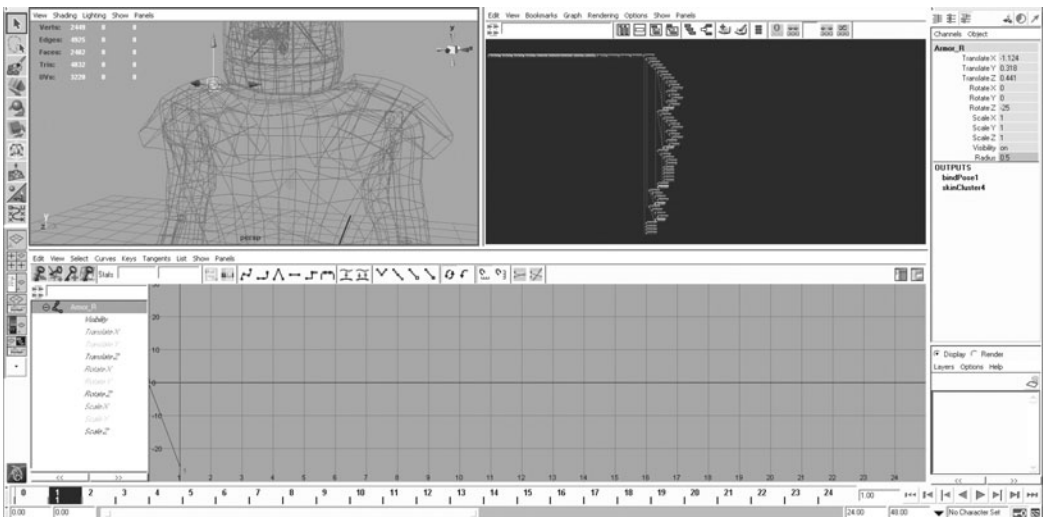 View Shading Lighting Show Panels
Verts: 2449 0 0
Edges: 4925 0 0
Faces: 2482 0 0
Tris: 4832 0 0
UVs: 3220 0 0
y
persp
Edit View Bookmarks Graph Rendering Options Show Panels
Channels Object
Armor_R
Translate X -1.124
Translate Y 0.318
Translate Z 0.441
Rotate X 0
Rotate Y 0
Rotate Z -25
Scale X 1
Scale Y 1
Scale Z 1
Visibility on
Radius 0.5
OUTPUTS
bindPose1
skinCluster4
Edit View Select Curves Keys Tangents List Show Panels
Stats
Armor_R
Visibility
Translate X
Translate Y
Translate Z
Rotate X
Rotate Y
Rotate Z
Scale X
Scale Y
Scale Z
20
10
0
-10
-20
1 2 3 4 5 6 7 8 9 10 11 12 13 14 15 16 17 18 19 20 21 22 23 24
Display Render
Layers Options Help
<< >>
<< >>
0 1 2 3 4 5 6 7 8 9 10 11 12 13 14 15 16 17 18 19 20 21 22 23 24
1
1.00
0.00 0.00 24.00 48.00 No Character Set